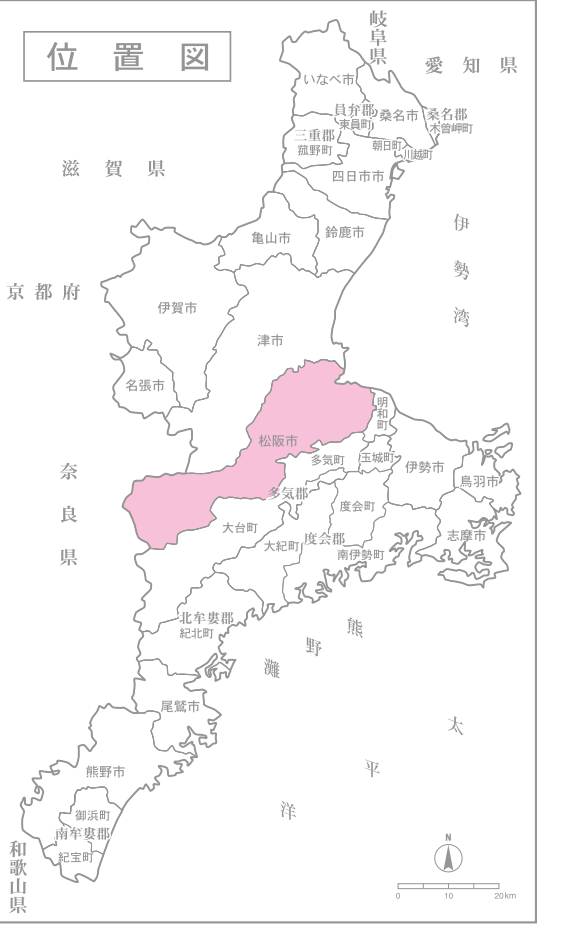 位置図
岐阜県
愛知県
いなべ市
員弁郡
東員町
桑名市
桑名郡
木曽岬町
三重郡
菰野町
朝日町
川越町
四日市市
滋賀県
亀山市
鈴鹿市
伊勢湾
京都府
伊賀市
津市
名張市
明和町
松阪市
多気町
玉城町
伊勢市
鳥羽市
奈良県
多気郡
度会町
大台町
大紀町
度会郡
南伊勢町
志摩市
北牟婁郡
紀北町
熊野灘
尾鷲市
太平洋
熊野市
御浜町
南牟婁郡
紀宝町
和歌山県
N
0 10 20km